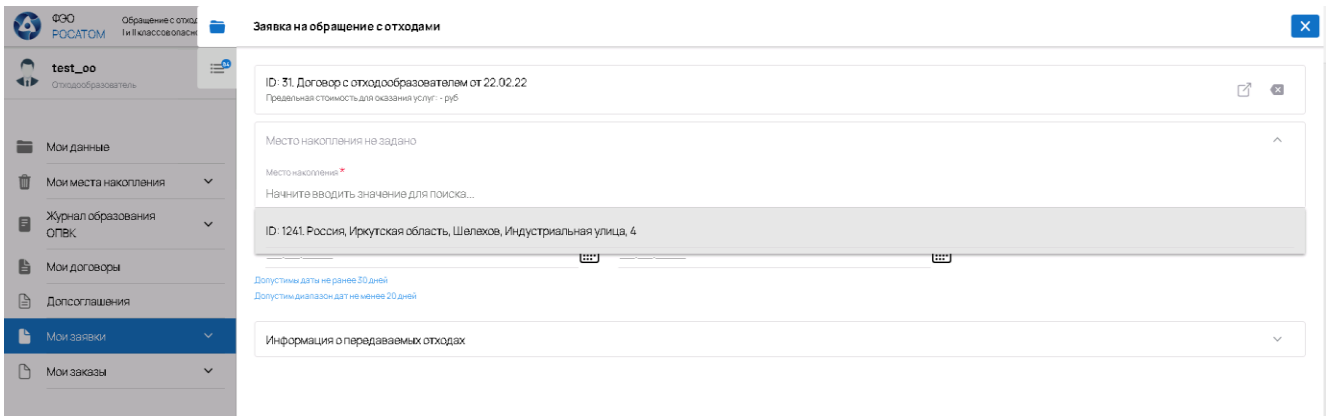 ФЭО
РОСАТОМ
Обращение с отход
I и II классов опасно
test_oo
Отходообразователь
Мои данные
Мои места накопления
Журнал образования
ОПВК
Мои договоры
Допсоглашения
Мои заявки
Мои заказы
Заявка на обращение с отходами
ID: 31. Договор с отходообразователем от 22.02.22
Предельная стоимость для оказания услуг: - руб
Место накопления не задано
Место накопления *
Начните вводить значение для поиска...
ID: 1241. Россия, Иркутская область, Шелехов, Индустриальная улица, 4
Допустимы даты не ранее 30 дней
Допустим диапазон дат не менее 20 дней
Информация о передаваемых отходах